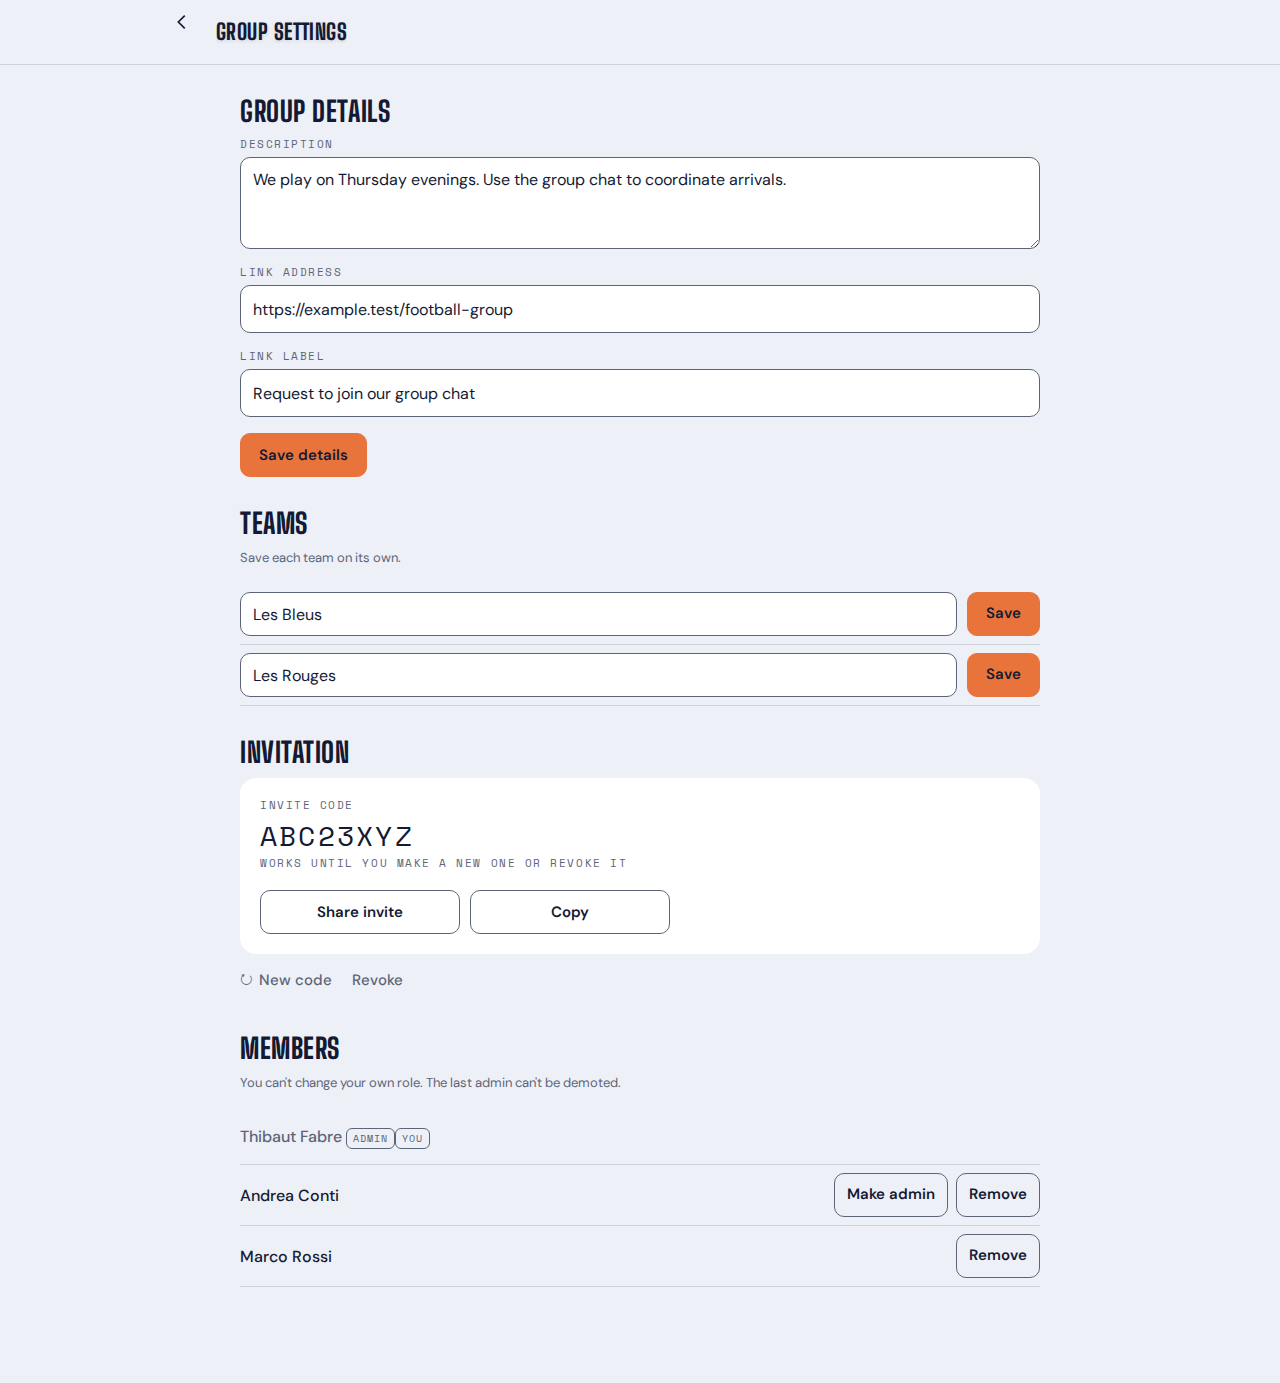 GROUP SETTINGS
GROUP DETAILS
DESCRIPTION
We play on Thursday evenings. Use the group chat to coordinate arrivals.
LINK ADDRESS
https://example.test/football-group
LINK LABEL
Request to join our group chat
Save details
TEAMS
Save each team on its own.
Les Bleus Save
Les Rouges Save
INVITATION
INVITE CODE
ABC23XYZ
WORKS UNTIL YOU MAKE A NEW ONE OR REVOKE IT
Share invite Copy
New code Revoke
MEMBERS
You can't change your own role. The last admin can't be demoted.
Thibaut Fabre ADMIN YOU
Andrea Conti Make admin Remove
Marco Rossi Remove